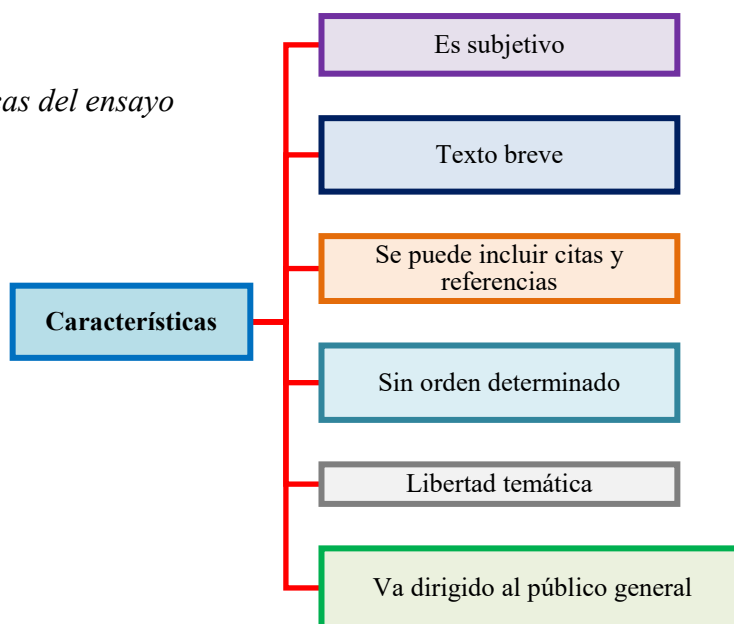 Es subjetivo
del ensayo
Texto breve
Se puede incluir citas y
referencias
Características
Sin orden determinado
Libertad temática
Va dirigido al público general